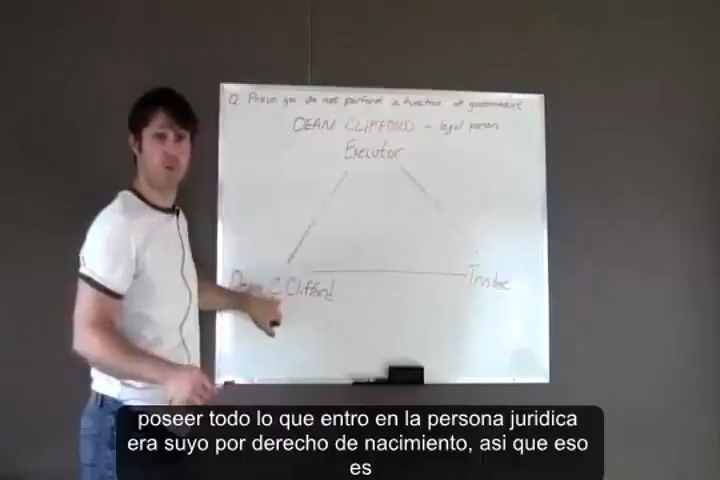 Q. Prove you do not perform a function of government?
DEAN CLIFFORD - legal person
Executor
Dean C Clifford
Trustee
poseer todo lo que entro en la persona juridica
era suyo por derecho de nacimiento, asi que eso
es